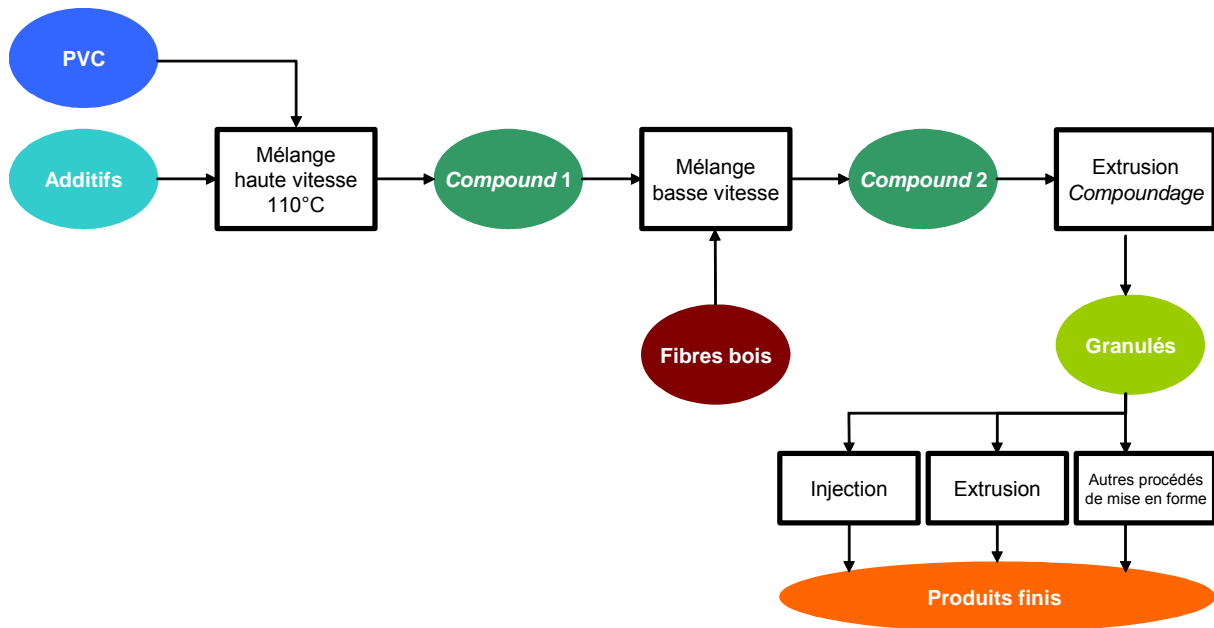 PVC
Additifs
Mélange
haute vitesse
110°C
Compound 1
Mélange
basse vitesse
Compound 2
Extrusion
Compoundage
Fibres bois
Granulés
Injection
Extrusion
Autres procédés
de mise en forme
Produits finis